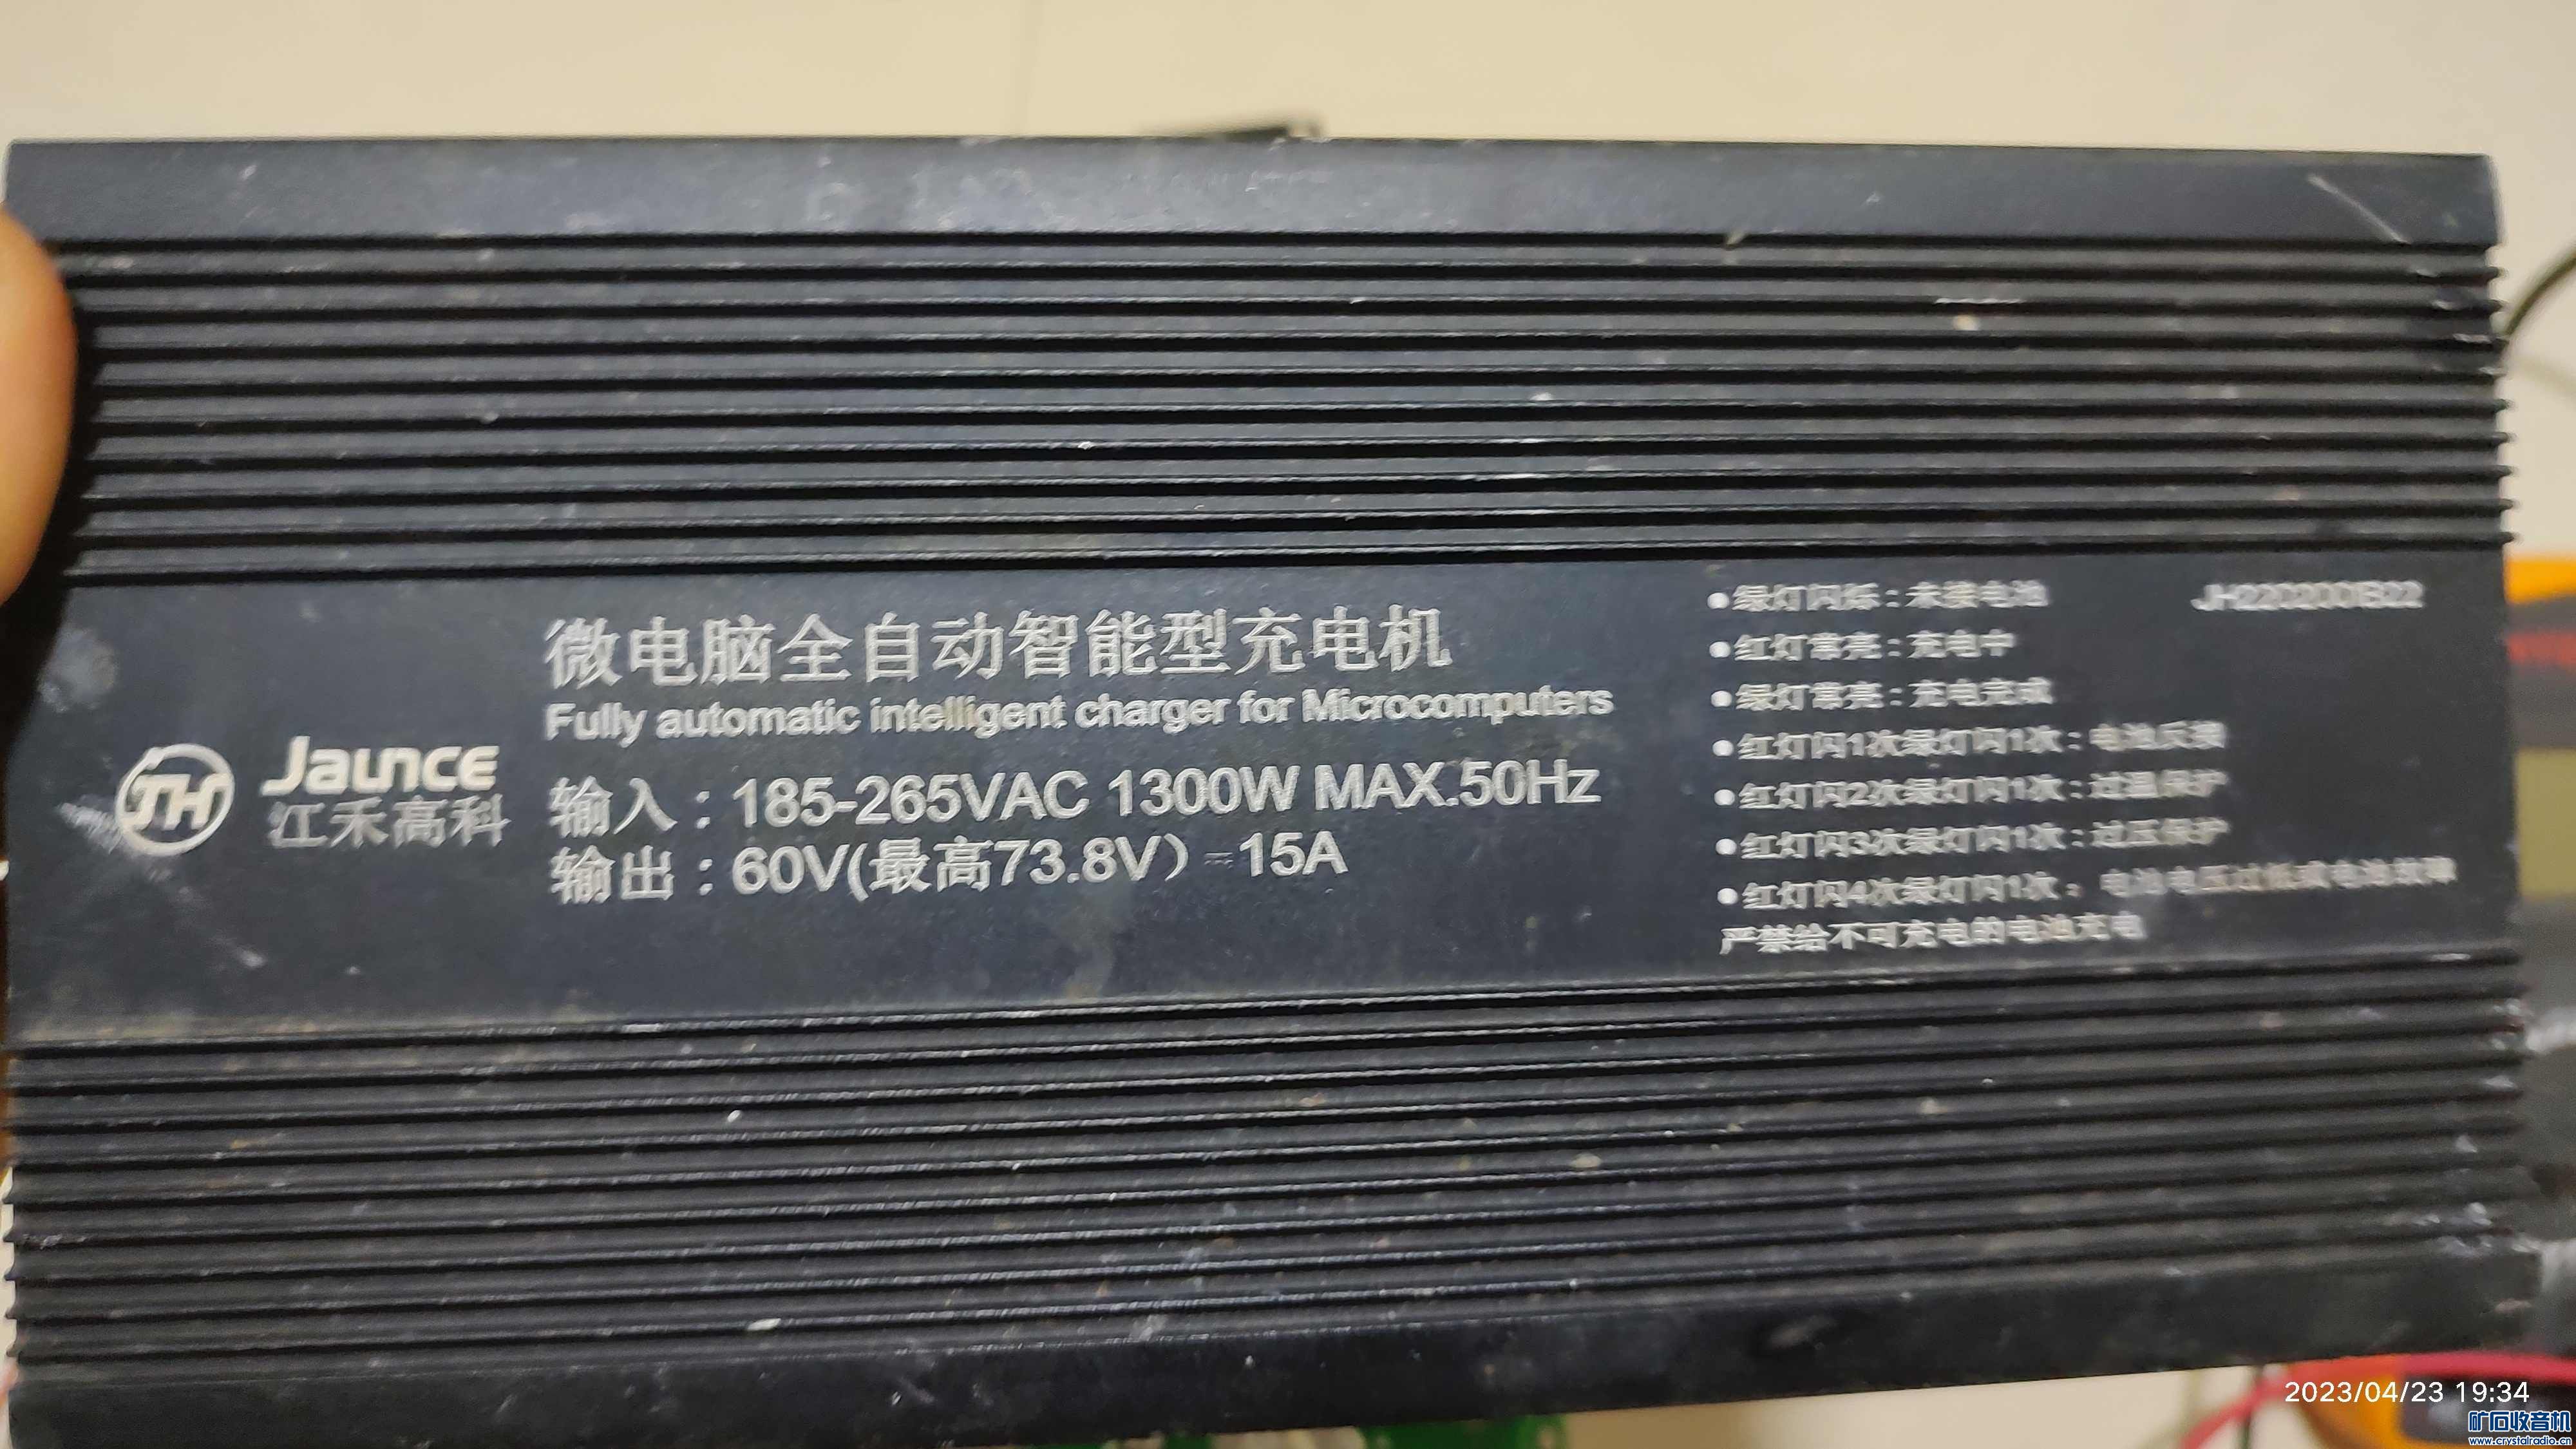 JH
Jaunce
江禾高科
微电脑全自动智能型充电机
Fully automatic intelligent charger for Microcomputers
输入：185-265VAC 1300W MAX.50Hz
输出：60V(最高73.8V）⎓15A
●绿灯闪烁：未接电池
●红灯常亮：充电中
●绿灯常亮：充电完成
●红灯闪1次绿灯闪1次：电池反接
●红灯闪2次绿灯闪1次：过温保护
●红灯闪3次绿灯闪1次：过压保护
●红灯闪4次绿灯闪1次：电池电压过低或电池故障
严禁给不可充电的电池充电
2023/04/23 19:34
矿石收音机
www.crystalradio.cn